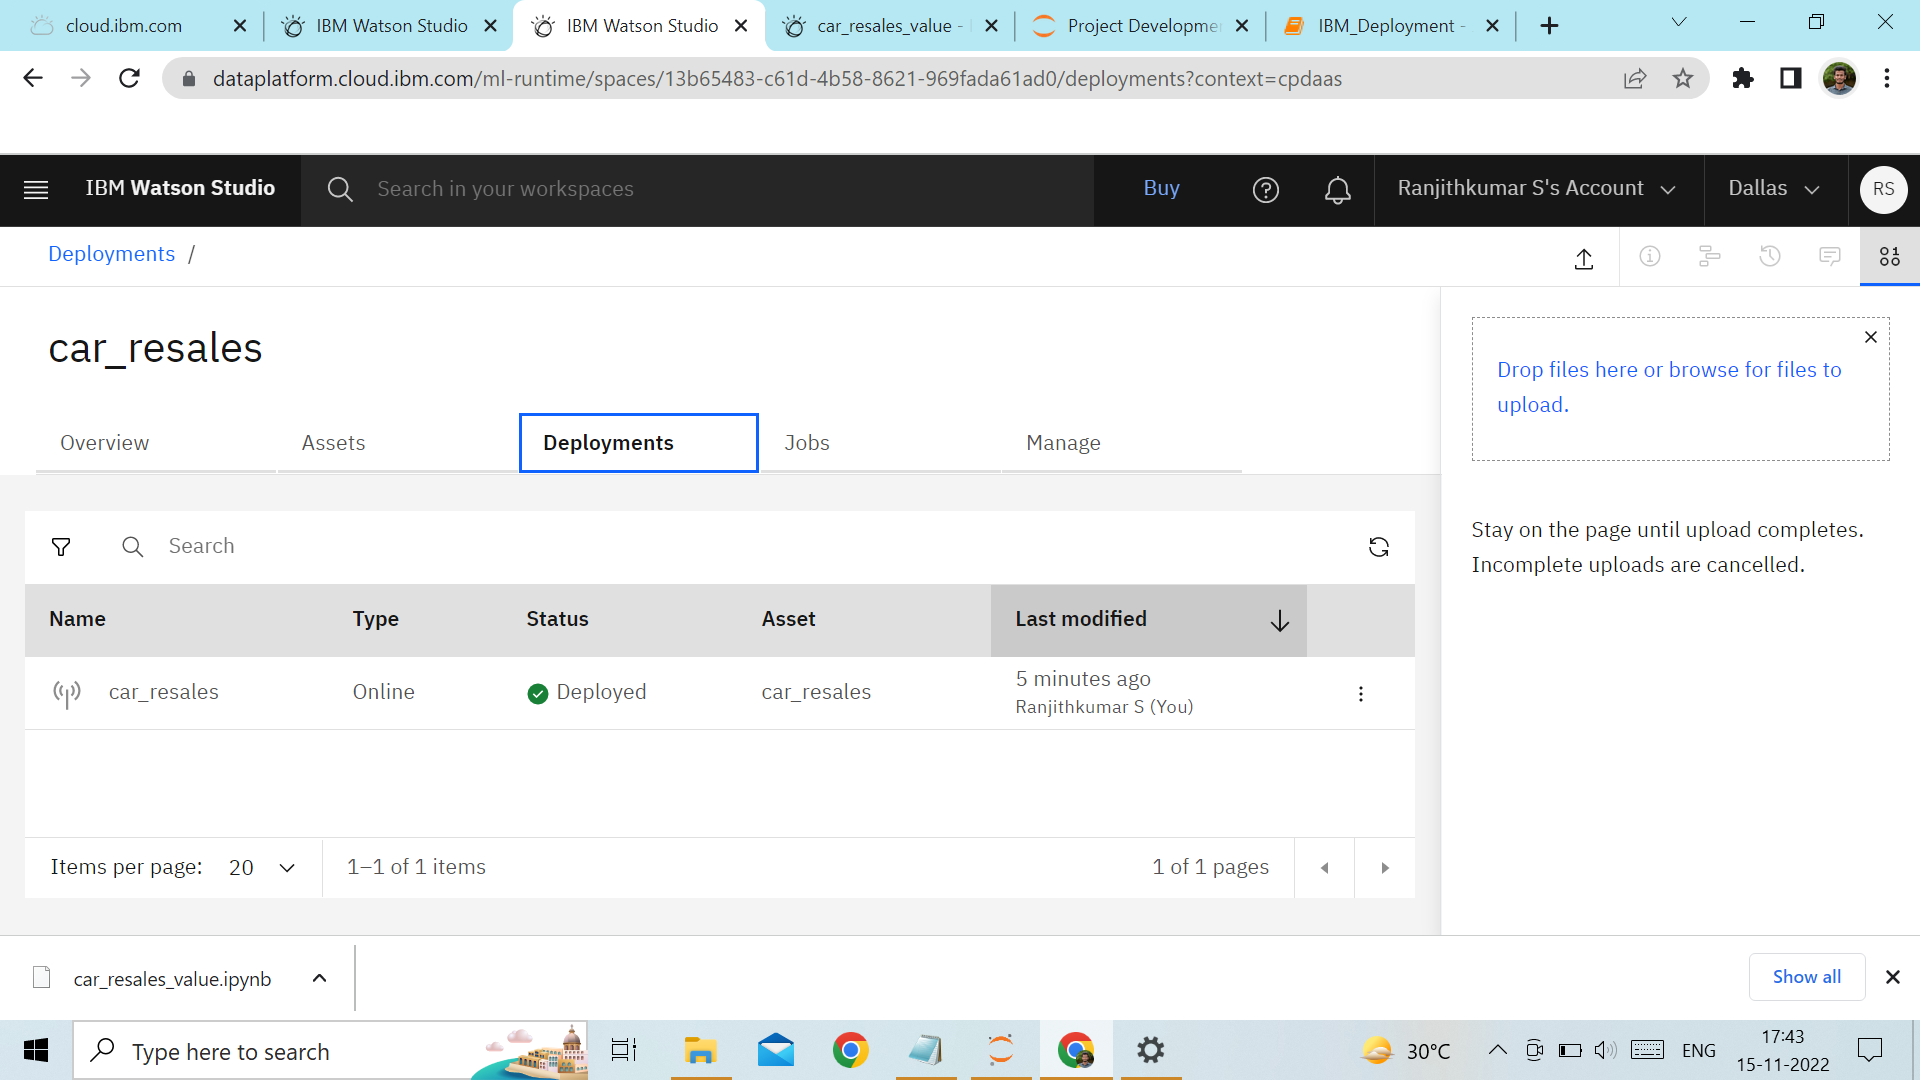 cloud.ibm.com
IBM Watson Studio
IBM Watson Studio
car_resales_value -
Project Developme
IBM_Deployment -
dataplatform.cloud.ibm.com/ml-runtime/spaces/13b65483-c61d-4b58-8621-969fada61ad0/deployments?context=cpdaas
IBM Watson Studio
Search in your workspaces
Buy
Ranjithkumar S's Account
Dallas
RS
Deployments /
car_resales
Overview
Assets
Deployments
Jobs
Manage
Drop files here or browse for files to
upload.
Stay on the page until upload completes.
Incomplete uploads are cancelled.
Search
Name Type Status Asset Last modified
car_resales Online Deployed car_resales 5 minutes ago
Ranjithkumar S (You)
Items per page: 20 1–1 of 1 items 1 of 1 pages
car_resales_value.ipynb
Show all
Type here to search
30°C
ENG
17:43
15-11-2022